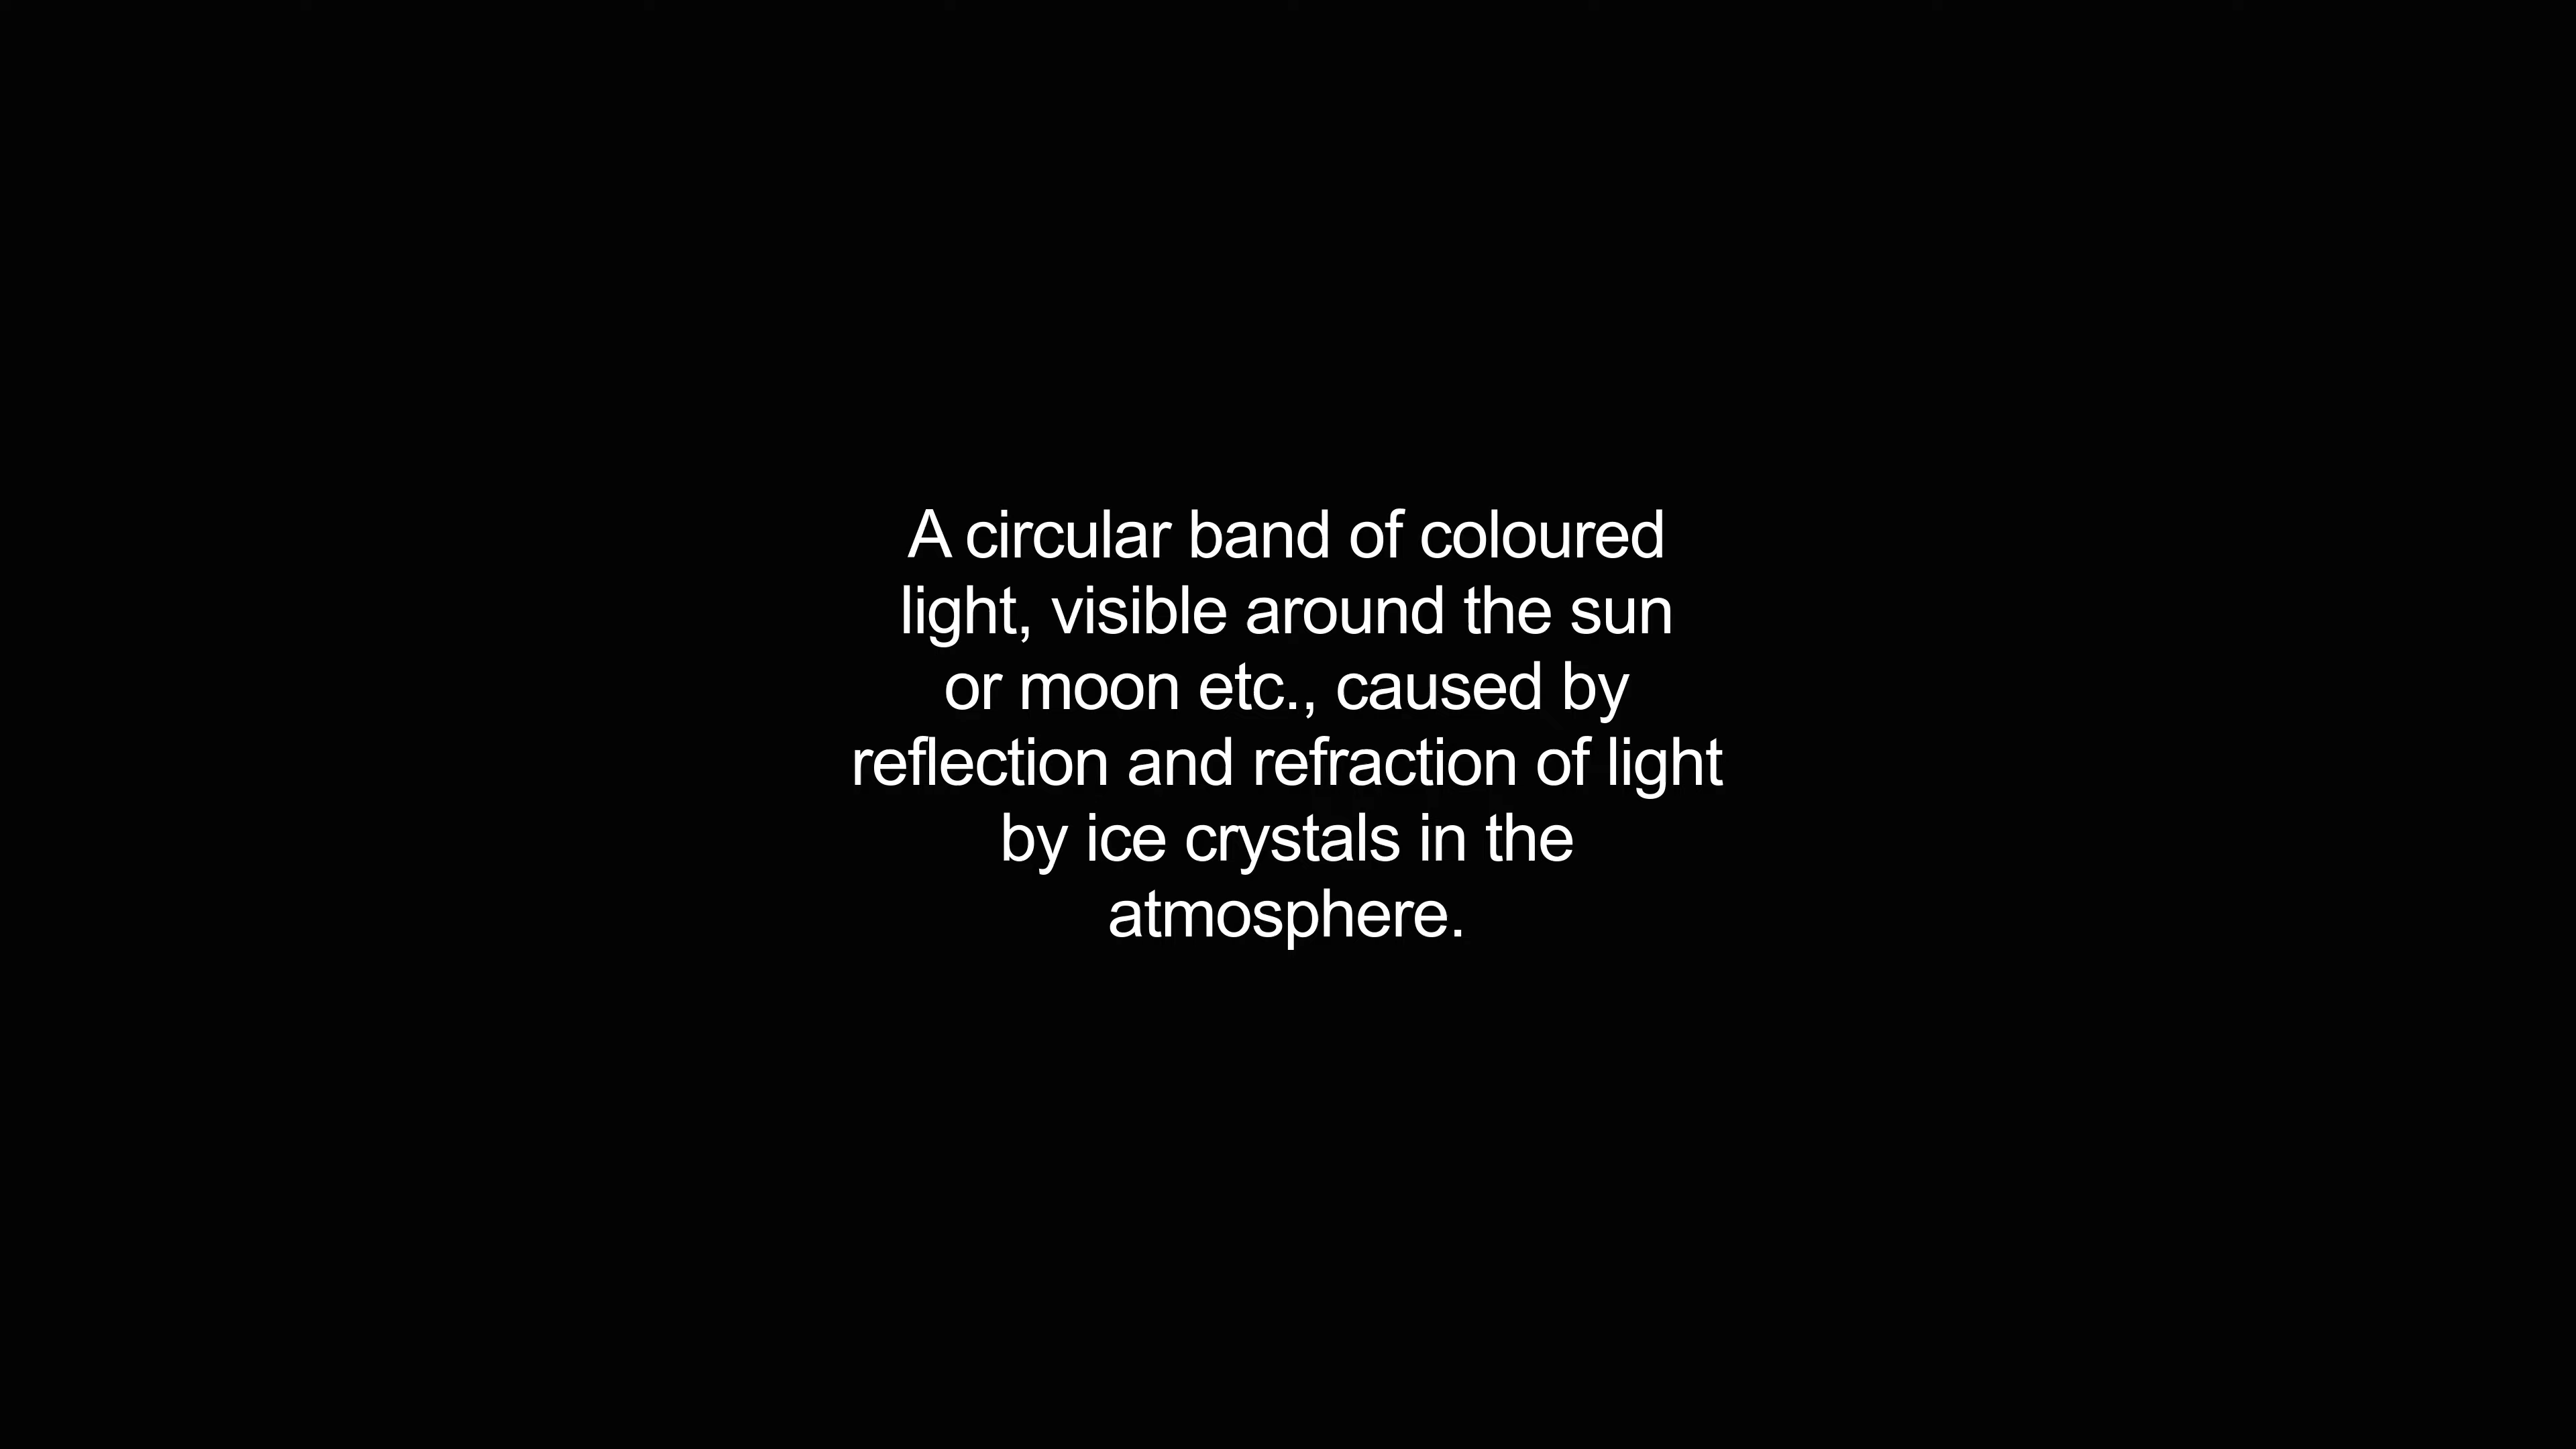 A circular band of coloured
light, visible around the sun
or moon etc., caused by
reflection and refraction of light
by ice crystals in the
atmosphere.